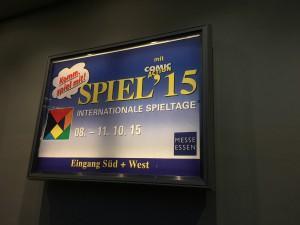 Komm,
spiel mit!
mit
COMIC
ACTION
SPIEL'15
INTERNATIONALE SPIELTAGE
08. – 11. 10. 15
MESSE
ESSEN
Eingang Süd + West